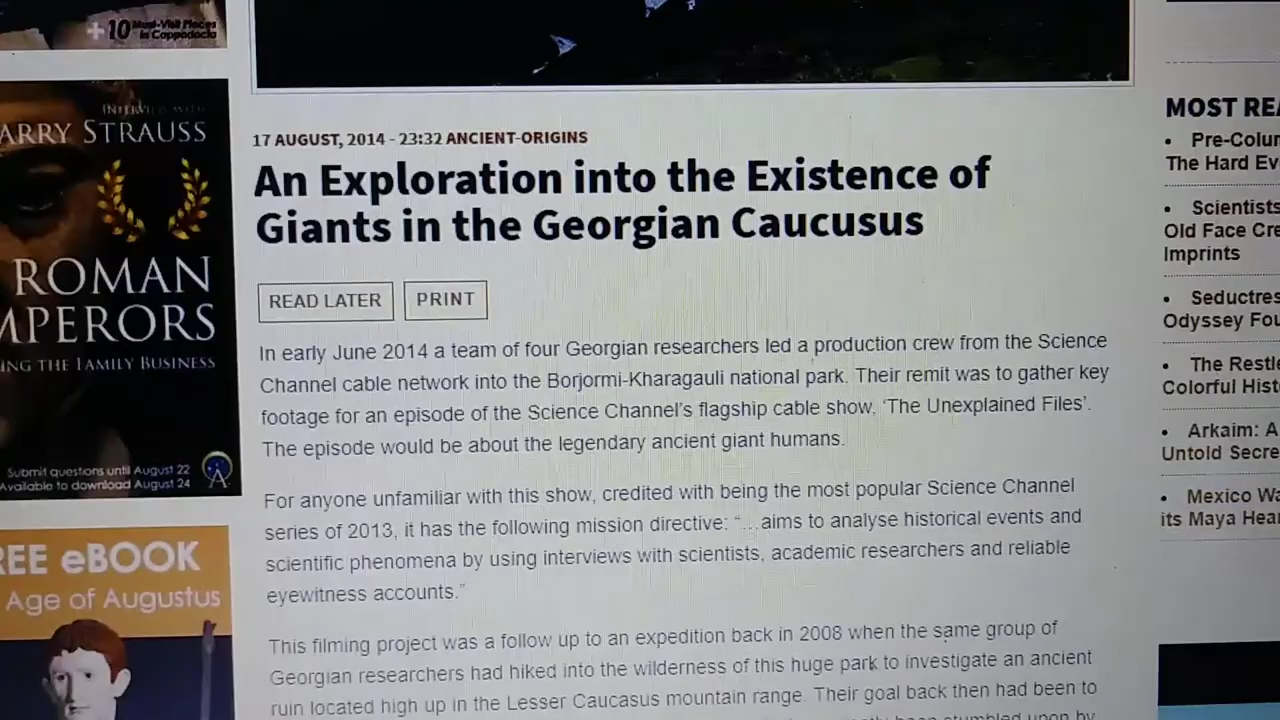 +10 Must-Visit Places
in Cappadocia
INTERVIEW WITH
ARRY STRAUSS
ROMAN
MPERORS
ING THE FAMILY BUSINESS
Submit questions until August 22
Available to download August 24
REE eBOOK
Age of Augustus
17 AUGUST, 2014 - 23:32 ANCIENT-ORIGINS
An Exploration into the Existence of
Giants in the Georgian Caucusus
READ LATER PRINT
In early June 2014 a team of four Georgian researchers led a production crew from the Science
Channel cable network into the Borjormi-Kharagauli national park. Their remit was to gather key
footage for an episode of the Science Channel's flagship cable show, ‘The Unexplained Files’.
The episode would be about the legendary ancient giant humans.
For anyone unfamiliar with this show, credited with being the most popular Science Channel
series of 2013, it has the following mission directive: “…aims to analyse historical events and
scientific phenomena by using interviews with scientists, academic researchers and reliable
eyewitness accounts.”
This filming project was a follow up to an expedition back in 2008 when the same group of
Georgian researchers had hiked into the wilderness of this huge park to investigate an ancient
ruin located high up in the Lesser Caucasus mountain range. Their goal back then had been to
been stumbled upon by
MOST REA
• Pre-Colum
The Hard Ev
• Scientists
Old Face Cre
Imprints
• Seductres
Odyssey Fou
• The Restle
Colorful Hist
• Arkaim: A
Untold Secre
• Mexico Wa
its Maya Hea